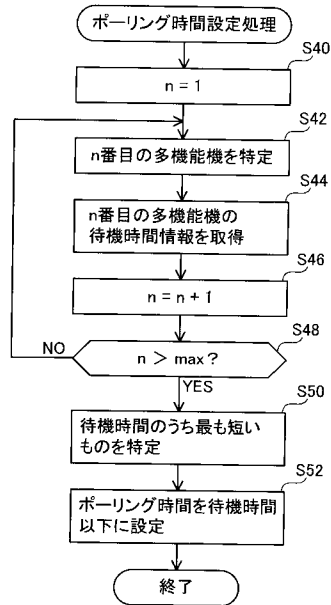 ポーリング時間設定処理
S40
n = 1
S42
n番目の多機能機を特定
S44
n番目の多機能機の
待機時間情報を取得
S46
n = n + 1
S48
NO
n > max?
YES
S50
待機時間のうち最も短い
ものを特定
S52
ポーリング時間を待機時間
以下に設定
終了